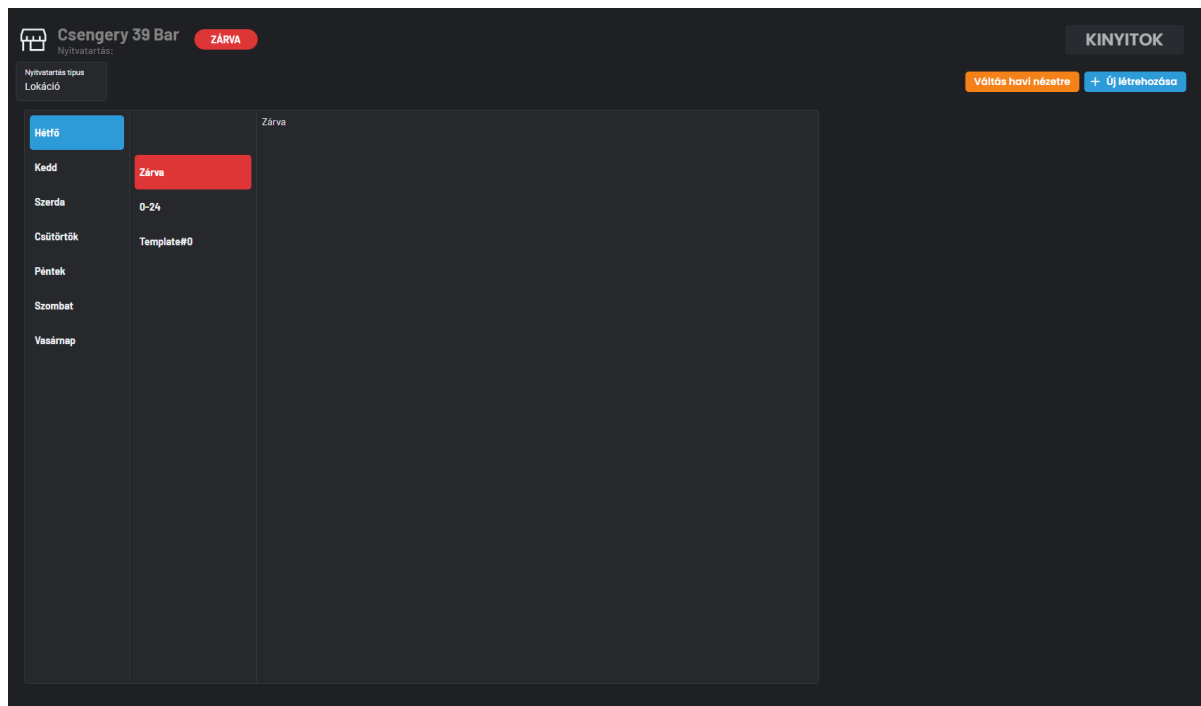 Csengery 39 Bar
ZÁRVA
Nyitvatartás:
KINYITOK
Nyitvatartás típus
Lokáció
Váltás havi nézetre
+ Új létrehozása
Hétfő
Kedd
Szerda
Csütörtök
Péntek
Szombat
Vasárnap
Zárva
0-24
Template#0
Zárva